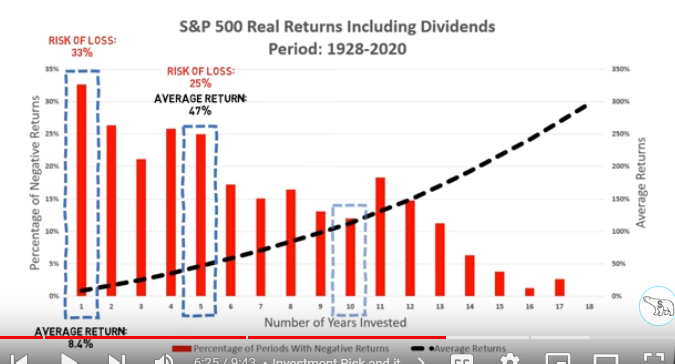 S&P 500 Real Returns Including Dividends
Period: 1928-2020
RISK OF LOSS:
33%
RISK OF LOSS:
25%
AVERAGE RETURN:
47%
35%
30%
25%
20%
15%
10%
5%
0%
Percentage of Negative Returns
350%
300%
250%
200%
150%
100%
50%
0%
Average Returns
1 2 3 4 5 6 7 8 9 10 11 12 13 14 15 16 17 18
Number of Years Invested
AVERAGE RETURN:
8.4%
Percentage of Periods With Negative Returns
Average Returns
6:25 / 9:43 • Investment Risk and it